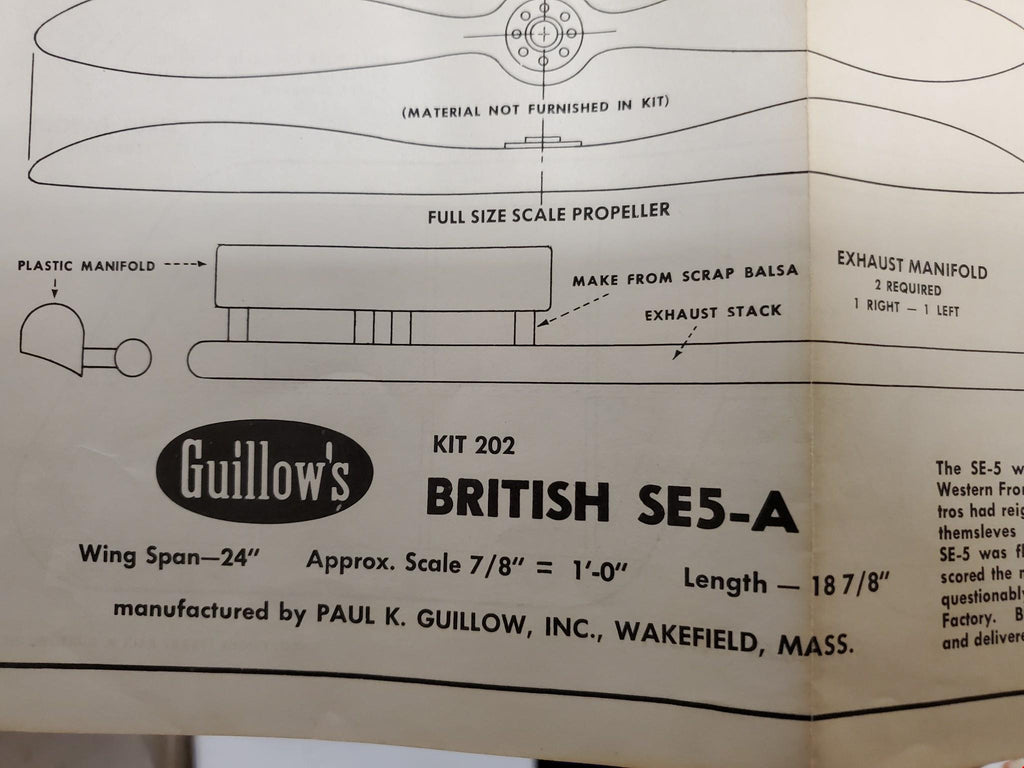 (MATERIAL NOT FURNISHED IN KIT)
FULL SIZE SCALE PROPELLER
PLASTIC MANIFOLD
MAKE FROM SCRAP BALSA
EXHAUST STACK
EXHAUST MANIFOLD
2 REQUIRED
1 RIGHT — 1 LEFT
Guillow's
KIT 202
BRITISH SE5-A
Wing Span—24" Approx. Scale 7/8" = 1'-0" Length — 18 7/8"
manufactured by PAUL K. GUILLOW, INC., WAKEFIELD, MASS.
The SE-5 w
Western Fro
tros had reig
themsleves
SE-5 was fl
scored the
questionably
Factory. B
and delivere